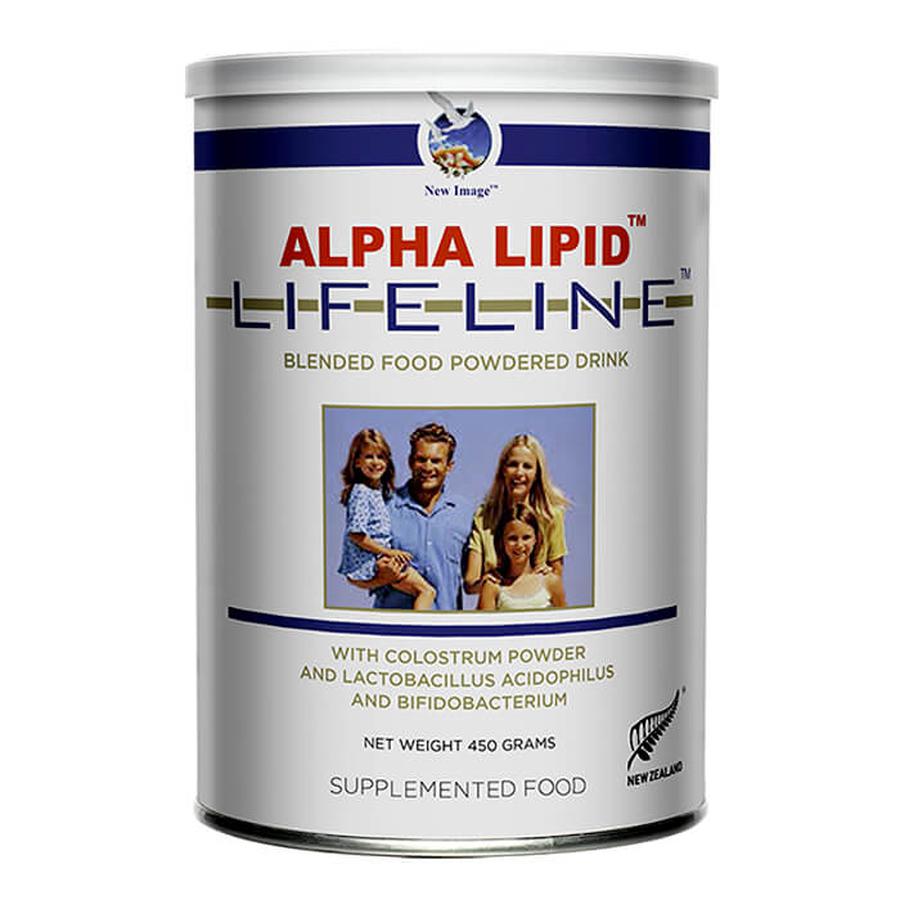 New Image™
ALPHA LIPID™
LIFELINE™
BLENDED FOOD POWDERED DRINK
WITH COLOSTRUM POWDER
AND LACTOBACILLUS ACIDOPHILUS
AND BIFIDOBACTERIUM
NET WEIGHT 450 GRAMS
NEW ZEALAND
SUPPLEMENTED FOOD